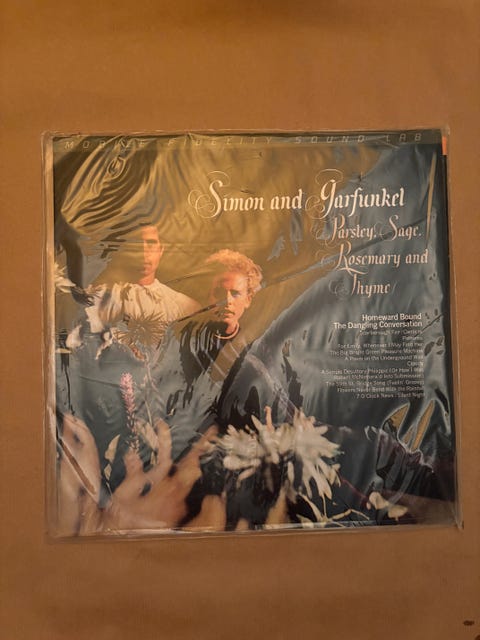 MOBILE FIDELITY SOUND LAB
Simon and Garfunkel
Parsley, Sage,
Rosemary and
Thyme
Homeward Bound
The Dangling Conversation
Scarborough Fair/Canticle
Patterns
For Emily, Whenever I May Find Her
The Big Bright Green Pleasure Machine
A Poem on the Underground Wall
Cloudy
A Simple Desultory Philippic (Or How I Was
Robert McNamara'd Into Submission)
The 59th St. Bridge Song (Feelin' Groovy)
Flowers Never Bend With the Rainfall
7 O'Clock News/Silent Night